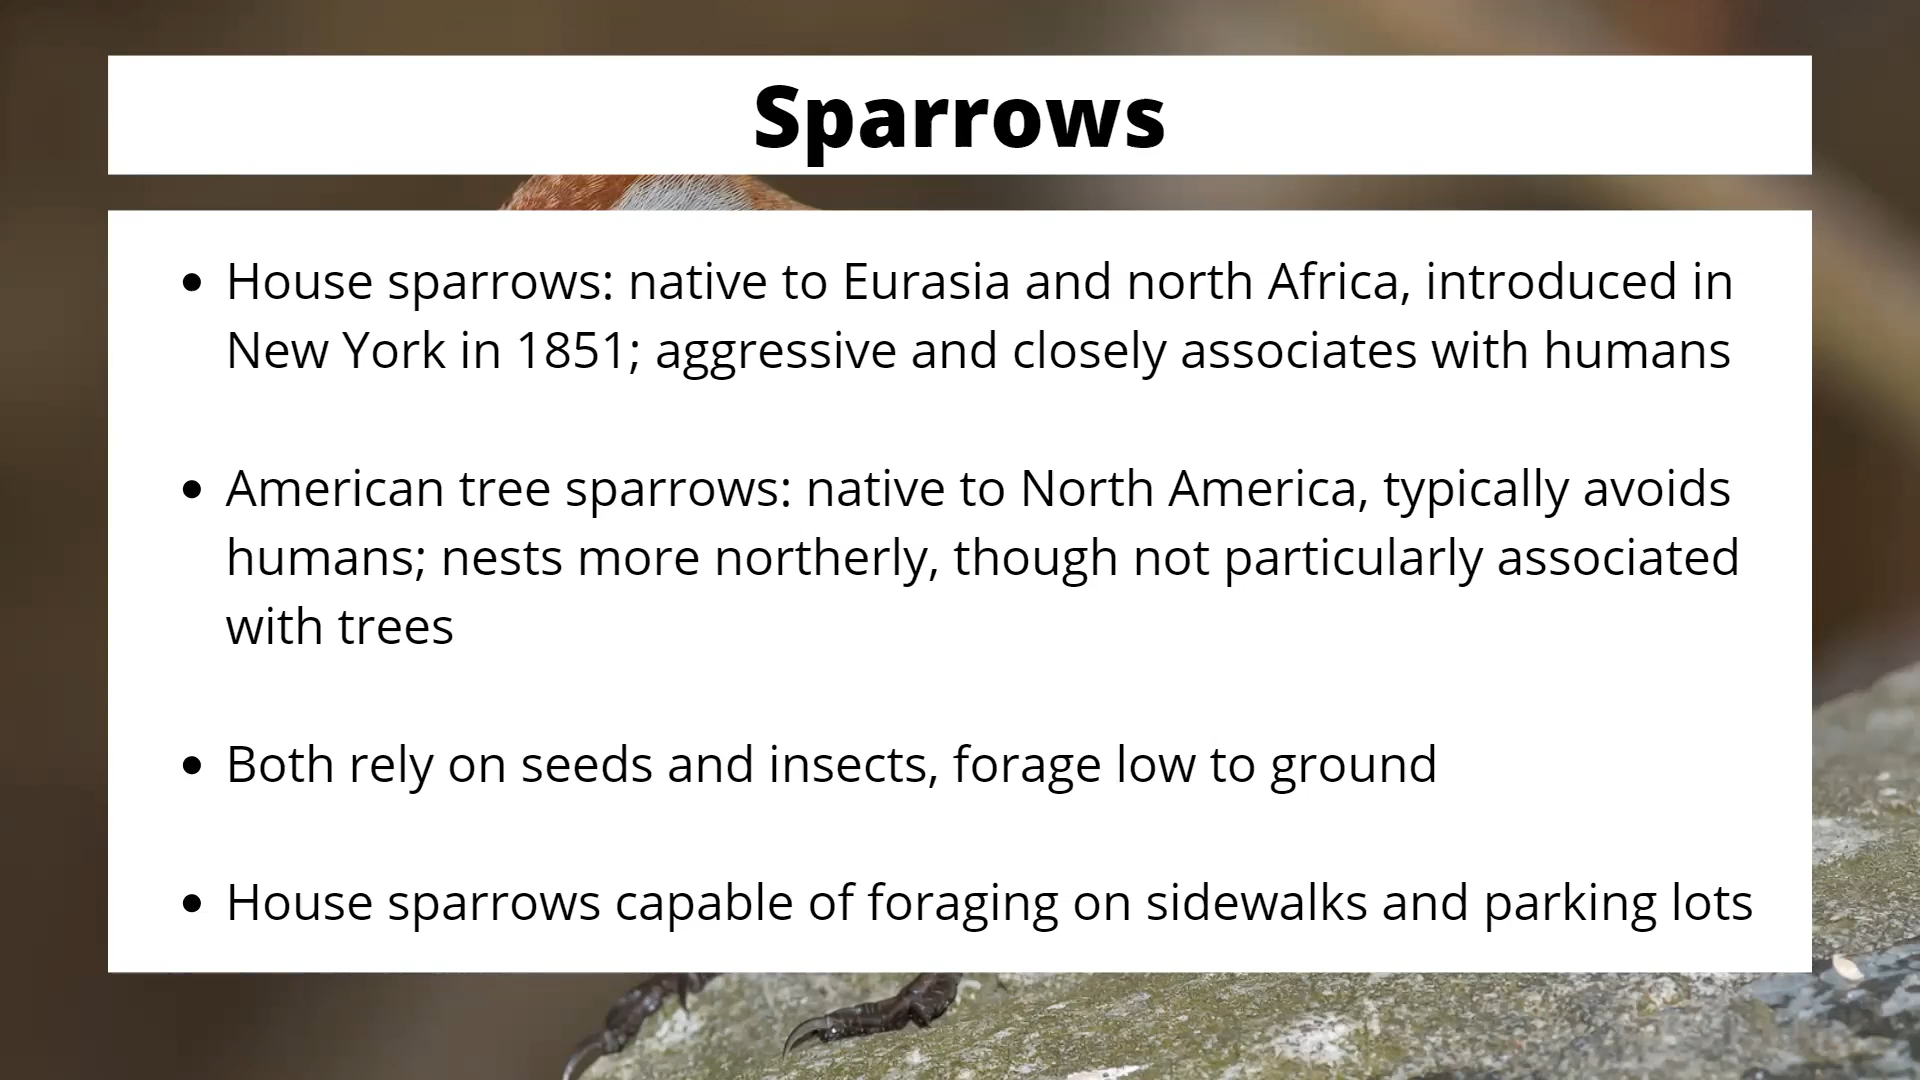 Sparrows
• House sparrows: native to Eurasia and north Africa, introduced in
New York in 1851; aggressive and closely associates with humans
• American tree sparrows: native to North America, typically avoids
humans; nests more northerly, though not particularly associated
with trees
• Both rely on seeds and insects, forage low to ground
• House sparrows capable of foraging on sidewalks and parking lots